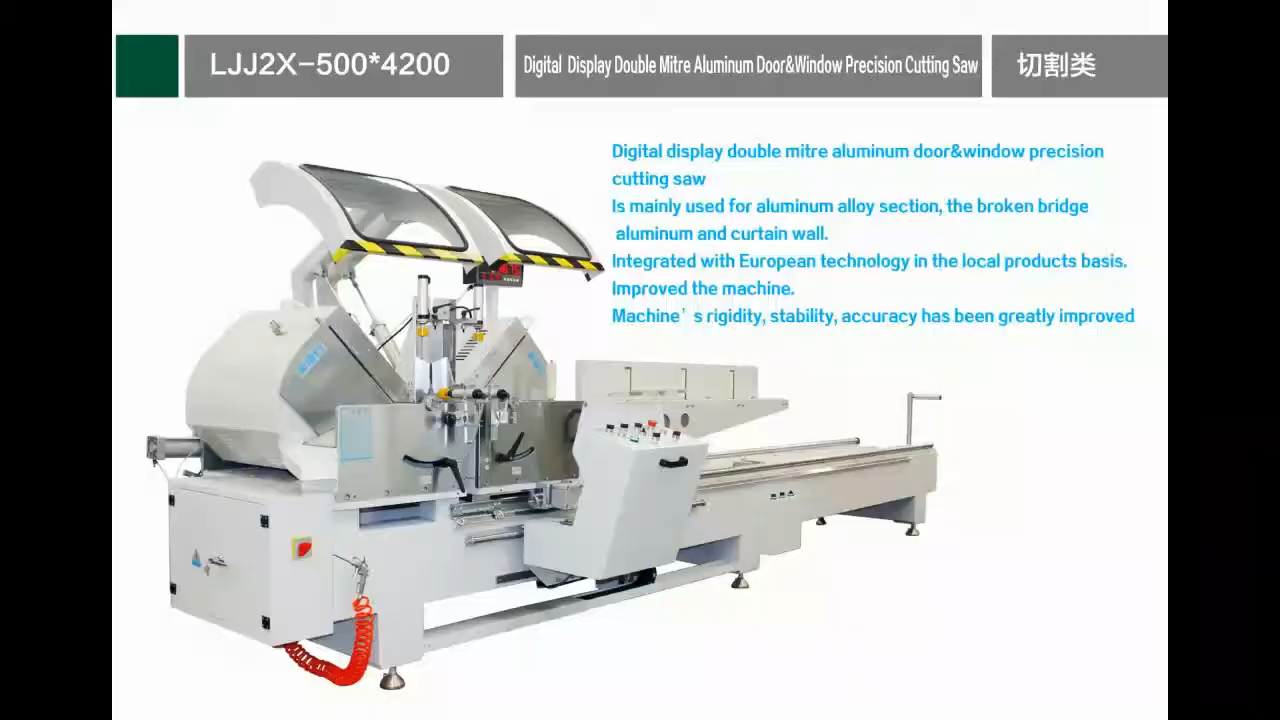 LJJ2X-500*4200
Digital Display Double Mitre Aluminum Door&Window Precision Cutting Saw
切割类
Digital display double mitre aluminum door&window precision
cutting saw
Is mainly used for aluminum alloy section, the broken bridge
aluminum and curtain wall.
Integrated with European technology in the local products basis.
Improved the machine.
Machine's rigidity, stability, accuracy has been greatly improved